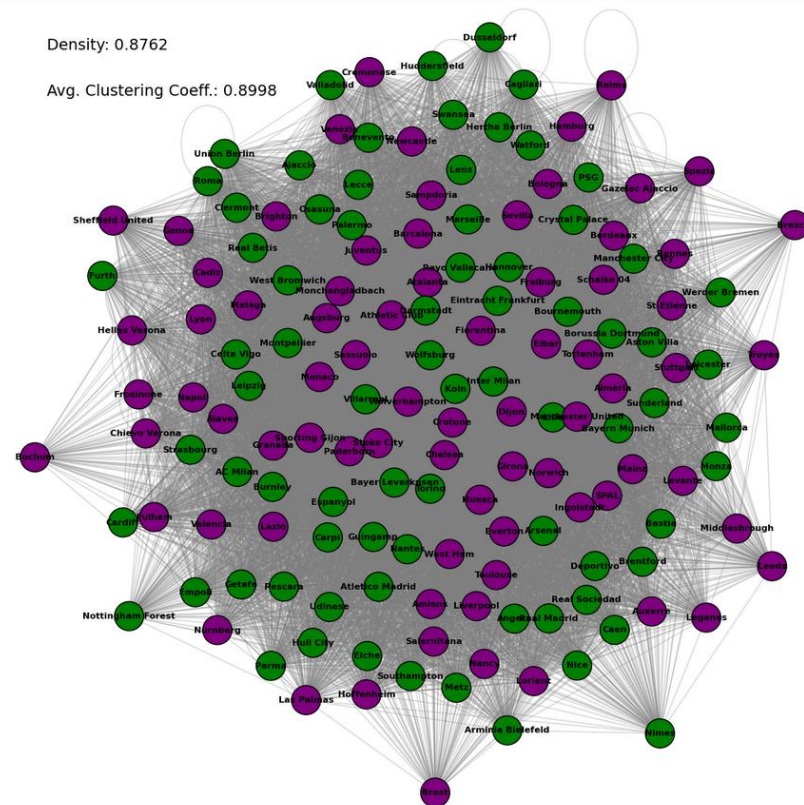 Density: 0.8762
Avg. Clustering Coeff.: 0.8998
Dusseldorf
Huddersfield
Cremonese
Valladolid
Cagliari
Reims
Swansea
Hertha Berlin
Hamburg
Venezia
Benevento
Newcastle
Watford
Union Berlin
Ajaccio
Lens
Spezia
Roma
Lecce
Bologna
PSG
Gazelec Ajaccio
Sampdoria
Clermont
Osasuna
Brighton
Sevilla
Sheffield United
Genoa
Palermo
Marseille
Crystal Palace
Barcelona
Bordeaux
Real Betis
Juventus
Rennes
Manchester City
Furth
Cadiz
West Bromwich
Rayo Vallecano
Hannover
Atalanta
Freiburg
Schalke 04
Monchengladbach
Werder Bremen
Malaga
Eintracht Frankfurt
St Etienne
Lyon
Augsburg
Athletic Club
Darmstadt
Bournemouth
Hellas Verona
Fiorentina
Borussia Dortmund
Aston Villa
Montpellier
Eibar
Celta Vigo
Sassuolo
Wolfsburg
Tottenham
Troyes
Stuttgart
Leicester
Monaco
Leipzig
Koln
Inter Milan
Almeria
Frosinone
Napoli
Villarreal
Wolverhampton
Sunderland
Alaves
Crotone
Dijon
Manchester United
Bayern Munich
Mallorca
Chievo Verona
Sporting Gijon
Granada
Stoke City
Paderborn
Strasbourg
Bochum
Chelsea
AC Milan
Girona
Norwich
Mainz
Monza
Burnley
Bayer Leverkusen
Torino
Levante
Espanyol
Huesca
SPAL
Ingolstadt
Cardiff
Fulham
Valencia
Lazio
Carpi
Guingamp
Everton
Arsenal
Bastia
Middlesbrough
Nantes
West Ham
Brentford
Deportivo
Leeds
Toulouse
Empoli
Getafe
Pescara
Atletico Madrid
Udinese
Amiens
Liverpool
Real Sociedad
Auxerre
Nottingham Forest
Angers
Real Madrid
Leganes
Nurnberg
Caen
Hull City
Salernitana
Elche
Parma
Nancy
Nice
Southampton
Metz
Lorient
Las Palmas
Hoffenheim
Arminia Bielefeld
Nimes
Brest